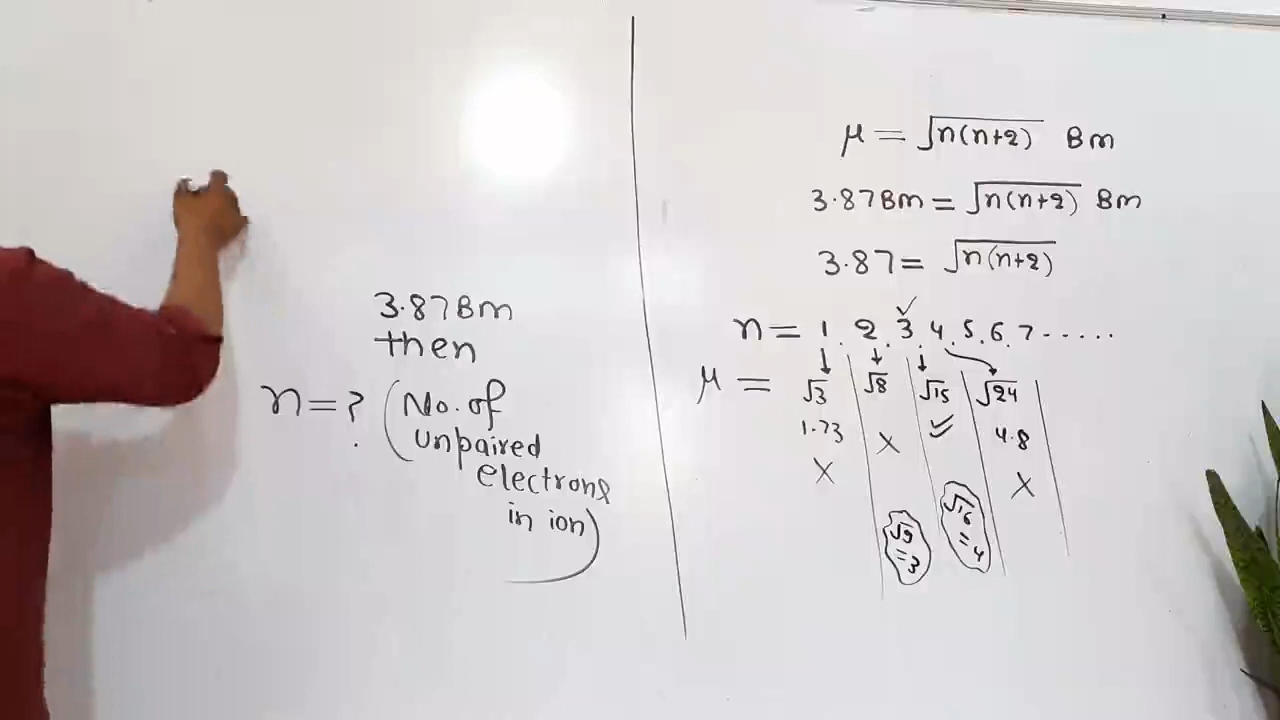 3.87Bm
then
n=? (No. of
unpaired
electrons
in ion)
μ = √n(n+2) Bm
3.87Bm = √n(n+2) Bm
3.87 = √n(n+2)
✓
n = 1, 2, 3, 4, 5, 6, 7 ......
↓ ↓ ↓
μ = √3 √8 √15 √24
1.73 × ✓ 4.8
× ×
√9 = 3
√16 = 4